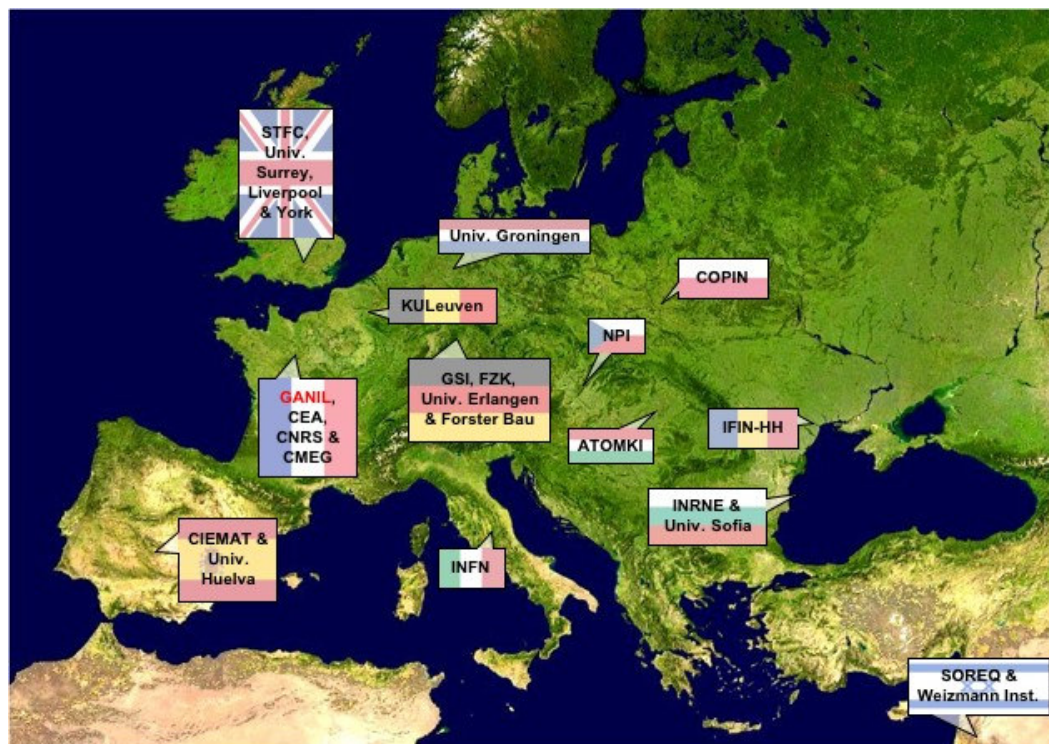 STFC,
Univ.
Surrey,
Liverpool
& York
Univ. Groningen
COPIN
KULeuven
NPI
GANIL,
CEA,
CNRS &
CMEG
GSI, FZK,
Univ. Erlangen
& Forster Bau
ATOMKI
IFIN-HH
INRNE &
Univ. Sofia
CIEMAT &
Univ.
Huelva
INFN
SOREQ &
Weizmann Inst.